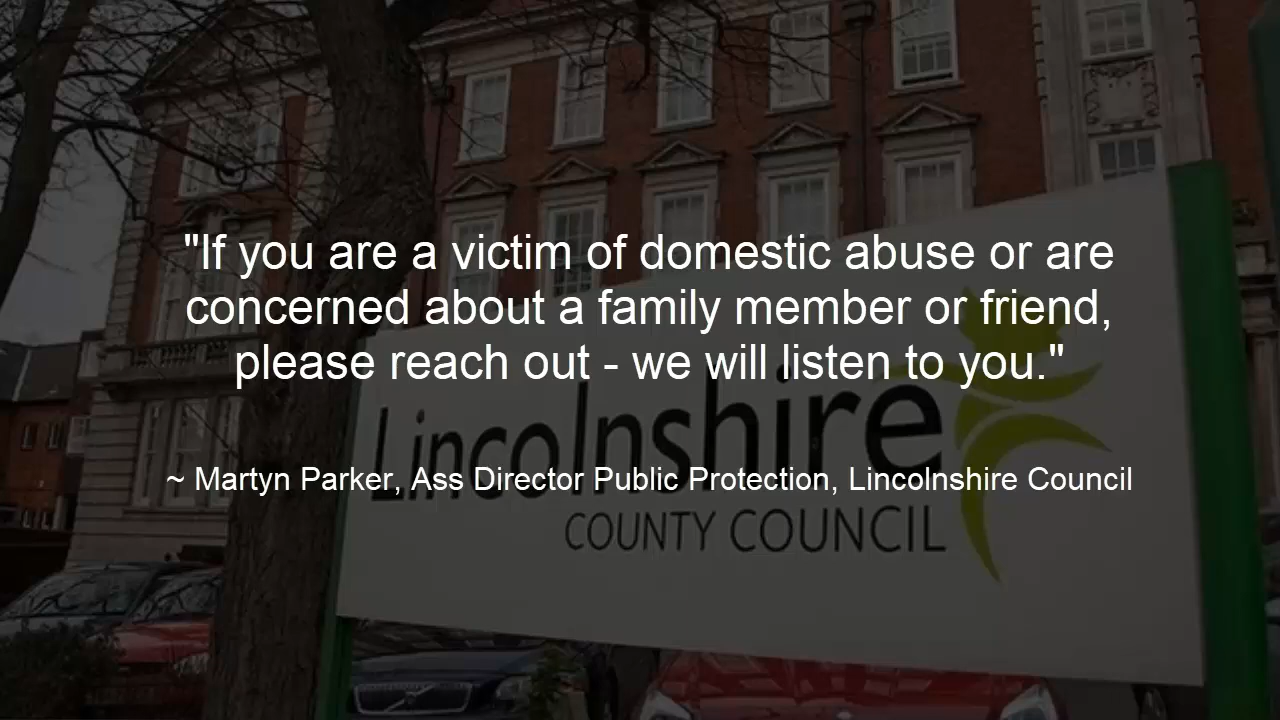 "If you are a victim of domestic abuse or are
concerned about a family member or friend,
please reach out - we will listen to you."
~ Martyn Parker, Ass Director Public Protection, Lincolnshire Council
Lincolnshire
COUNTY COUNCIL